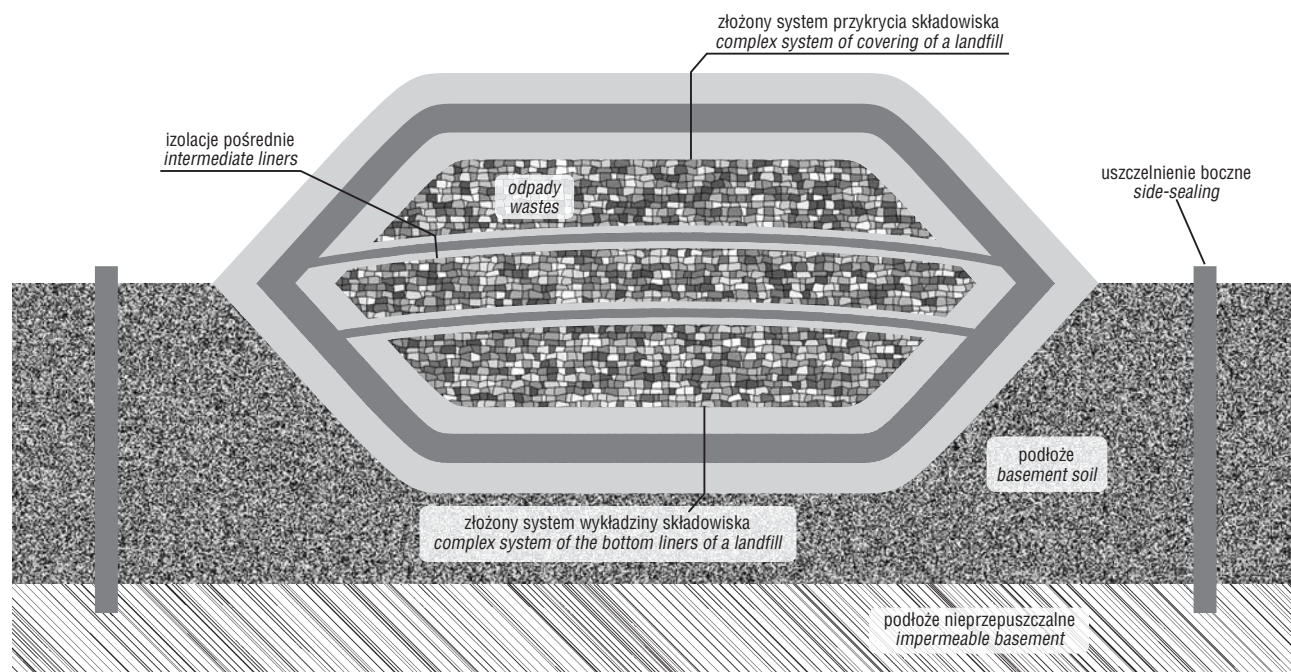 złożony system przykrycia składowiska
complex system of covering of a landfill
izolacje pośrednie
intermediate liners
odpady
wastes
uszczelnienie boczne
side-sealing
podłoże
basement soil
złożony system wykładziny składowiska
complex system of the bottom liners of a landfill
podłoże nieprzepuszczalne
impermeable basement